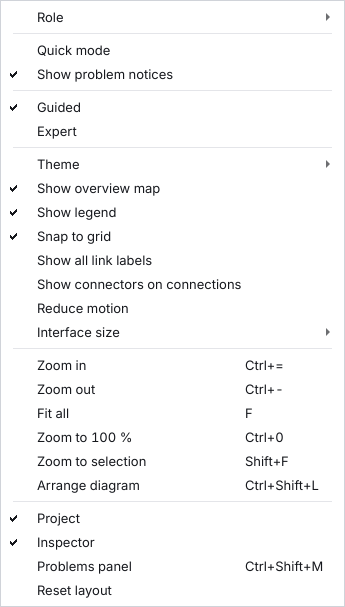 Role
Quick mode
Show problem notices
Guided
Expert
Theme
Show overview map
Show legend
Snap to grid
Show all link labels
Show connectors on connections
Reduce motion
Interface size
Zoom in Ctrl+=
Zoom out Ctrl+-
Fit all F
Zoom to 100 % Ctrl+0
Zoom to selection Shift+F
Arrange diagram Ctrl+Shift+L
Project
Inspector
Problems panel Ctrl+Shift+M
Reset layout